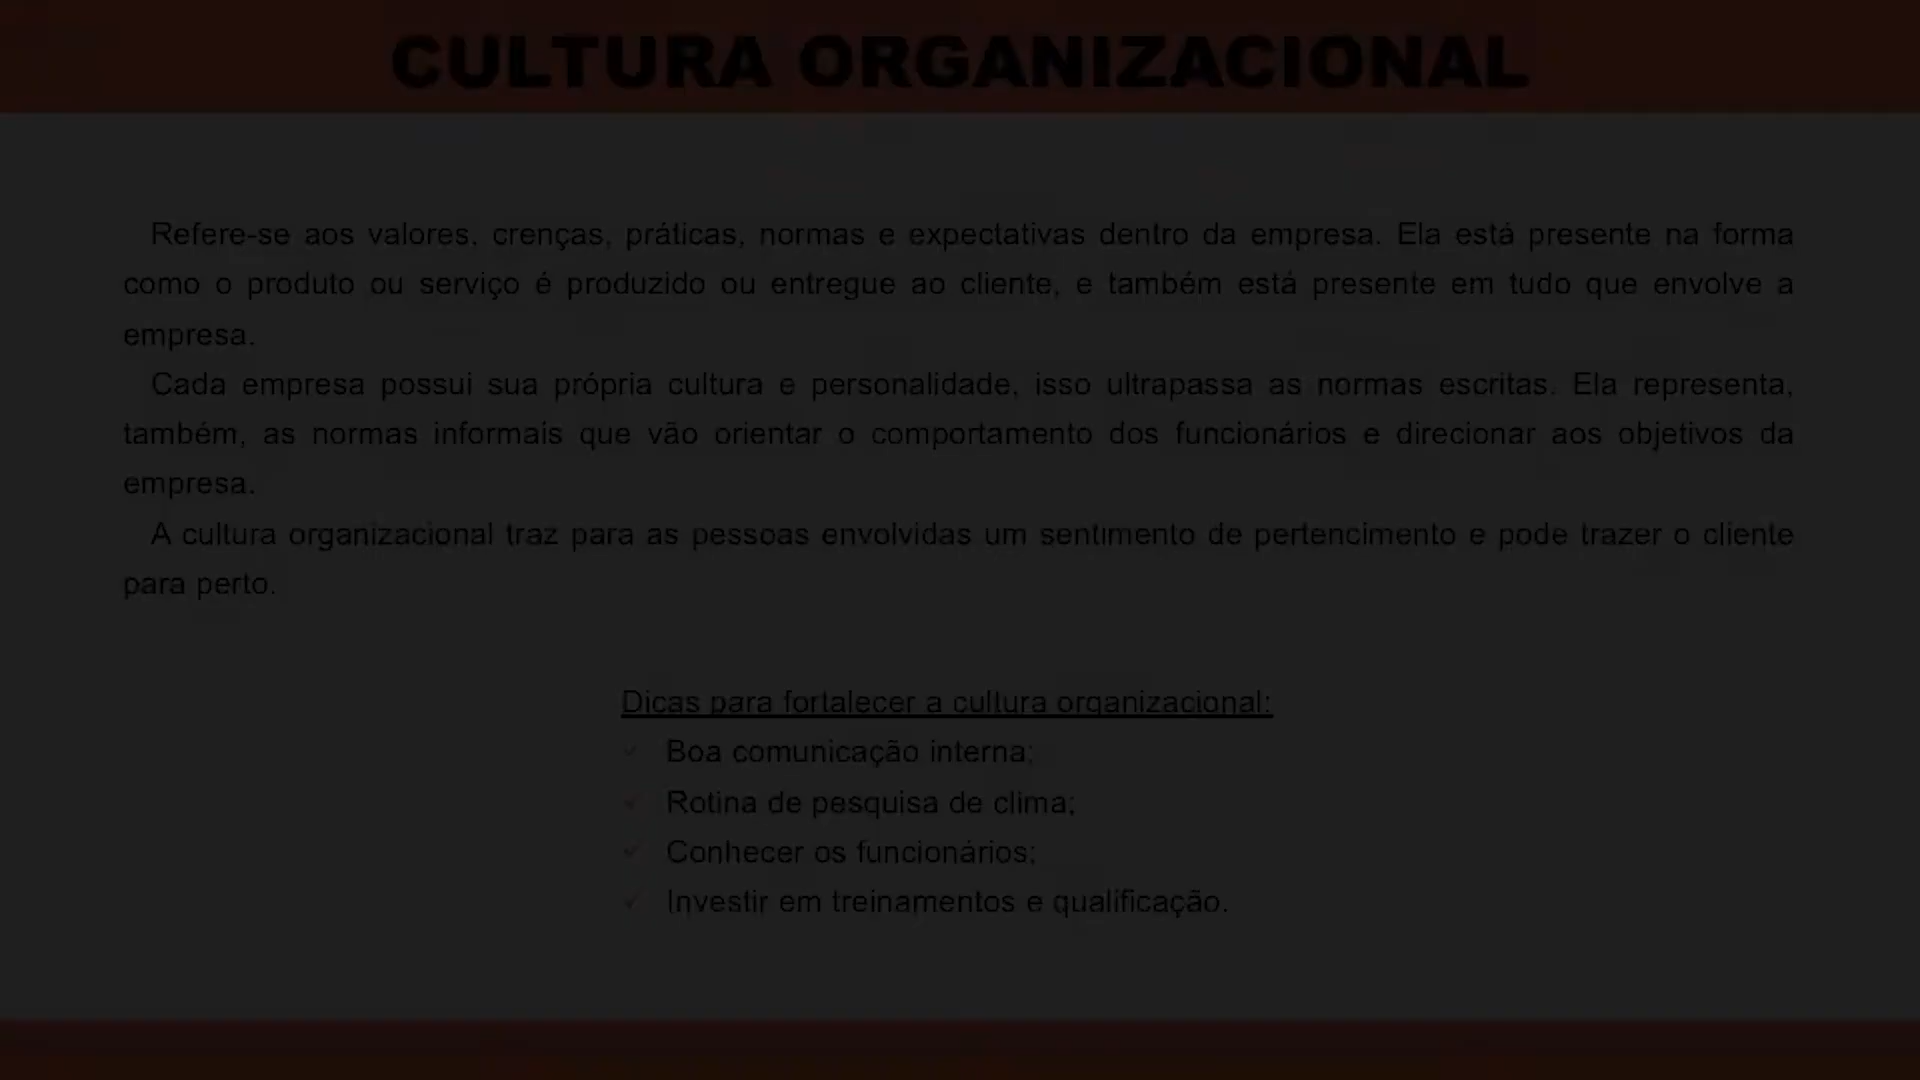 CULTURA ORGANIZACIONAL
Refere-se aos valores, crenças, práticas, normas e expectativas dentro da empresa. Ela está presente na forma
como o produto ou serviço é produzido ou entregue ao cliente, e também está presente em tudo que envolve a
empresa.
Cada empresa possui sua própria cultura e personalidade, isso ultrapassa as normas escritas. Ela representa,
também, as normas informais que vão orientar o comportamento dos funcionários e direcionar aos objetivos da
empresa.
A cultura organizacional traz para as pessoas envolvidas um sentimento de pertencimento e pode trazer o cliente
para perto.
Dicas para fortalecer a cultura organizacional:
✓ Boa comunicação interna;
✓ Rotina de pesquisa de clima;
✓ Conhecer os funcionários;
✓ Investir em treinamentos e qualificação.